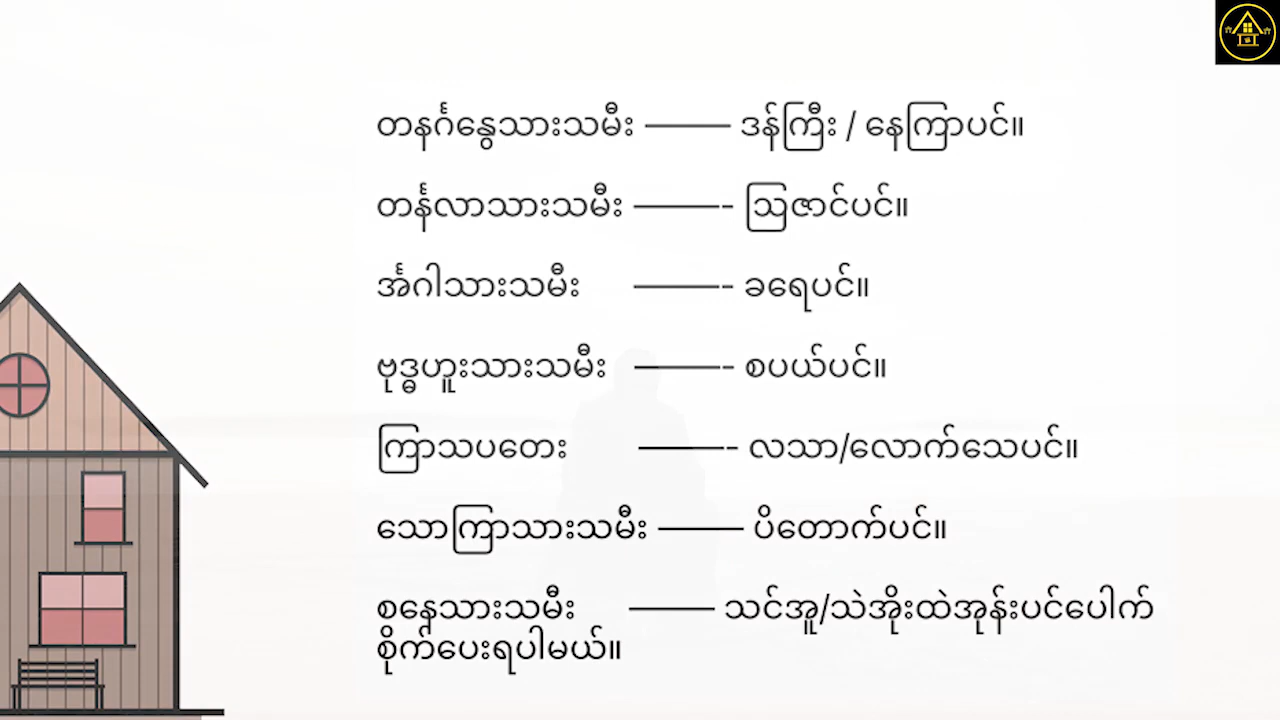 တနင်္ဂနွေသားသမီး ——— ဒန်ကြီး / နေကြာပင်။
တနင်္လာသားသမီး ———- ဩဇာင်ပင်။
အင်္ဂါသားသမီး ———- ခရေပင်။
ဗုဒ္ဓဟူးသားသမီး ———- စပယ်ပင်။
ကြာသပတေး ———- လသာ/လောက်သေပင်။
သောကြာသားသမီး ——— ပိတောက်ပင်။
စနေသားသမီး ——— သင်အူ/သဲအိုးထဲအုန်းပင်ပေါက်
စိုက်ပေးရပါမယ်။